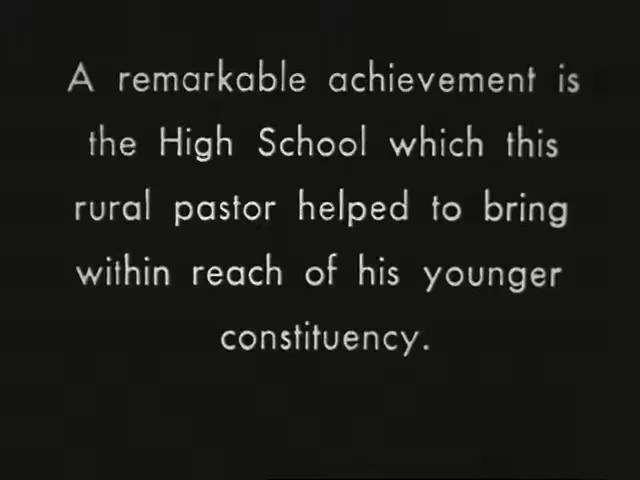 A remarkable achievement is
the High School which this
rural pastor helped to bring
within reach of his younger
constituency.